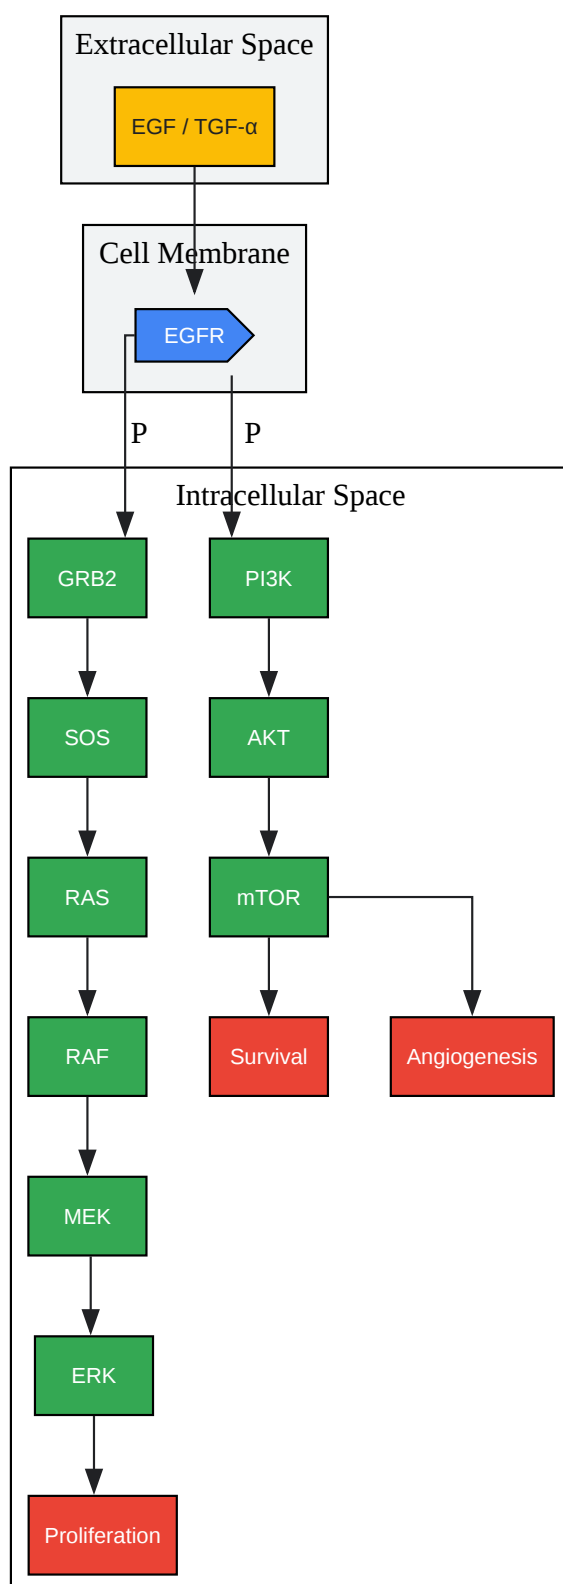 Extracellular Space
EGF / TGF-α
Cell Membrane
EGFR
P
P
Intracellular Space
GRB2
PI3K
SOS
AKT
RAS
mTOR
RAF
Survival
Angiogenesis
MEK
ERK
Proliferation